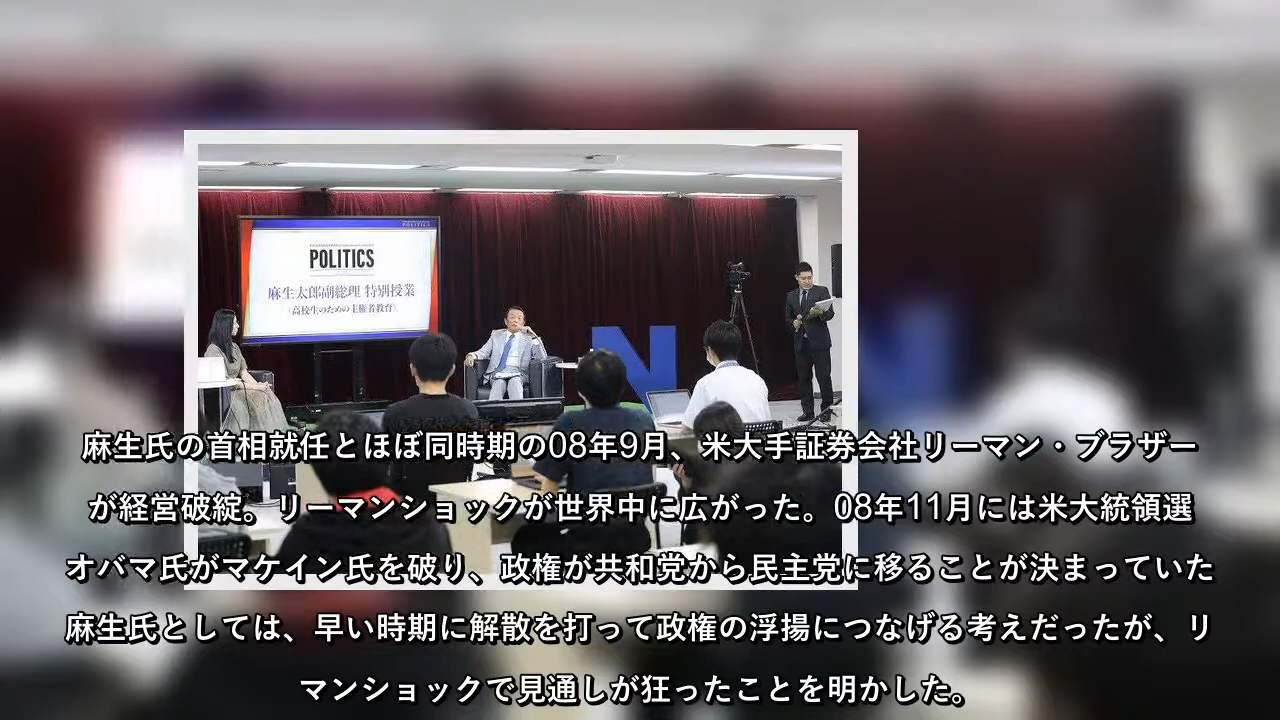 POLITICS
POLITICS
麻生太郎副総理 特別授業
（高校生のための主権者教育）
N
麻生氏の首相就任とほぼ同時期の08年9月、米大手証券会社リーマン・ブラザー
が経営破綻。リーマンショックが世界中に広がった。08年11月には米大統領選
オバマ氏がマケイン氏を破り、政権が共和党から民主党に移ることが決まっていた
麻生氏としては、早い時期に解散を打って政権の浮揚につなげる考えだったが、リ
マンショックで見通しが狂ったことを明かした。